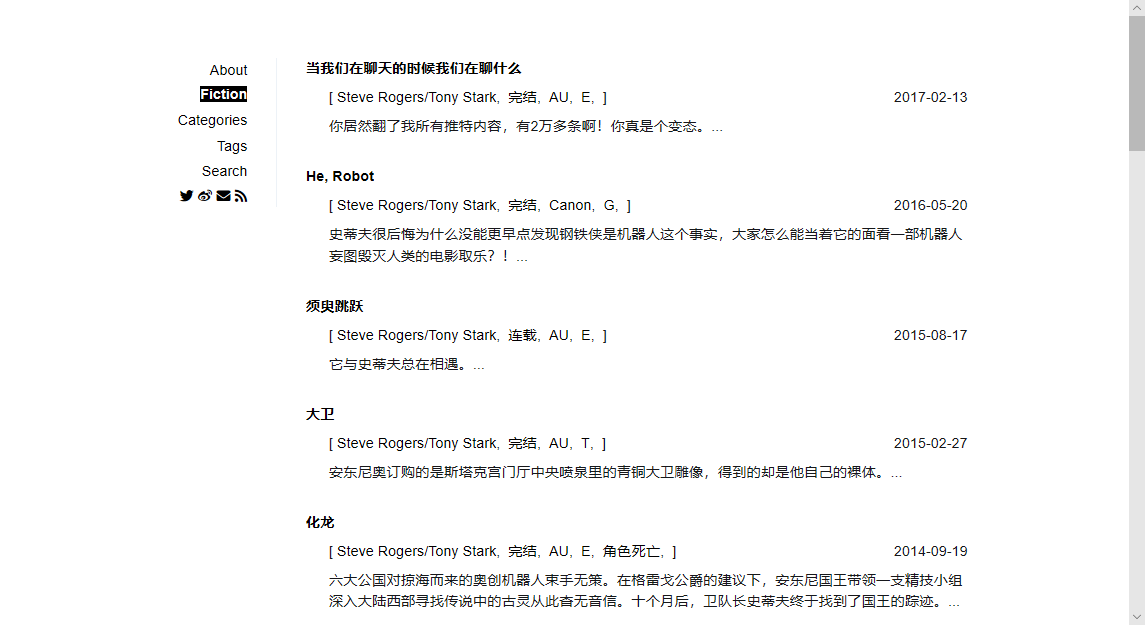 About
Fiction
Categories
Tags
Search
当我们在聊天的时候我们在聊什么
[ Steve Rogers/Tony Stark, 完结, AU, E, ] 2017-02-13
你居然翻了我所有推特内容，有2万多条啊！你真是个变态。...
He, Robot
[ Steve Rogers/Tony Stark, 完结, Canon, G, ] 2016-05-20
史蒂夫很后悔为什么没能更早点发现钢铁侠是机器人这个事实，大家怎么能当着它的面看一部机器人
妄图毁灭人类的电影取乐？！...
须臾跳跃
[ Steve Rogers/Tony Stark, 连载, AU, E, ] 2015-08-17
它与史蒂夫总在相遇。...
大卫
[ Steve Rogers/Tony Stark, 完结, AU, T, ] 2015-02-27
安东尼奥订购的是斯塔克宫门厅中央喷泉里的青铜大卫雕像，得到的却是他自己的裸体。...
化龙
[ Steve Rogers/Tony Stark, 完结, AU, E, 角色死亡, ] 2014-09-19
六大公国对掠海而来的奥创机器人束手无策。在格雷戈公爵的建议下，安东尼国王带领一支精技小组
深入大陆西部寻找传说中的古灵从此杳无音信。十个月后，卫队长史蒂夫终于找到了国王的踪迹。...